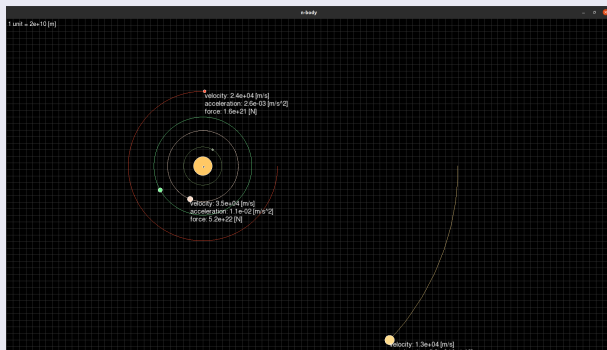 n-body
1 unit = 2e+10 [m]
velocity: 2.4e+04 [m/s]
acceleration: 2.6e-03 [m/s^2]
force: 1.6e+21 [N]
velocity: 3.5e+04 [m/s]
acceleration: 1.1e-02 [m/s^2]
force: 5.2e+22 [N]
velocity: 1.3e+04 [m/s]